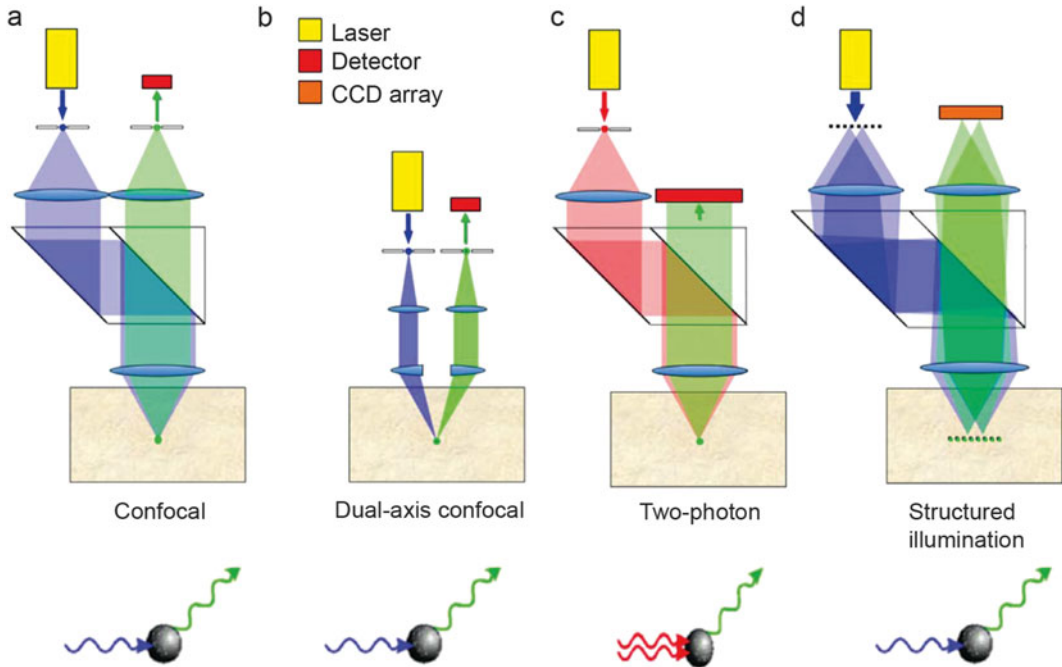 a
b
c
d
Laser
Detector
CCD array
Confocal
Dual-axis confocal
Two-photon
Structured
illumination